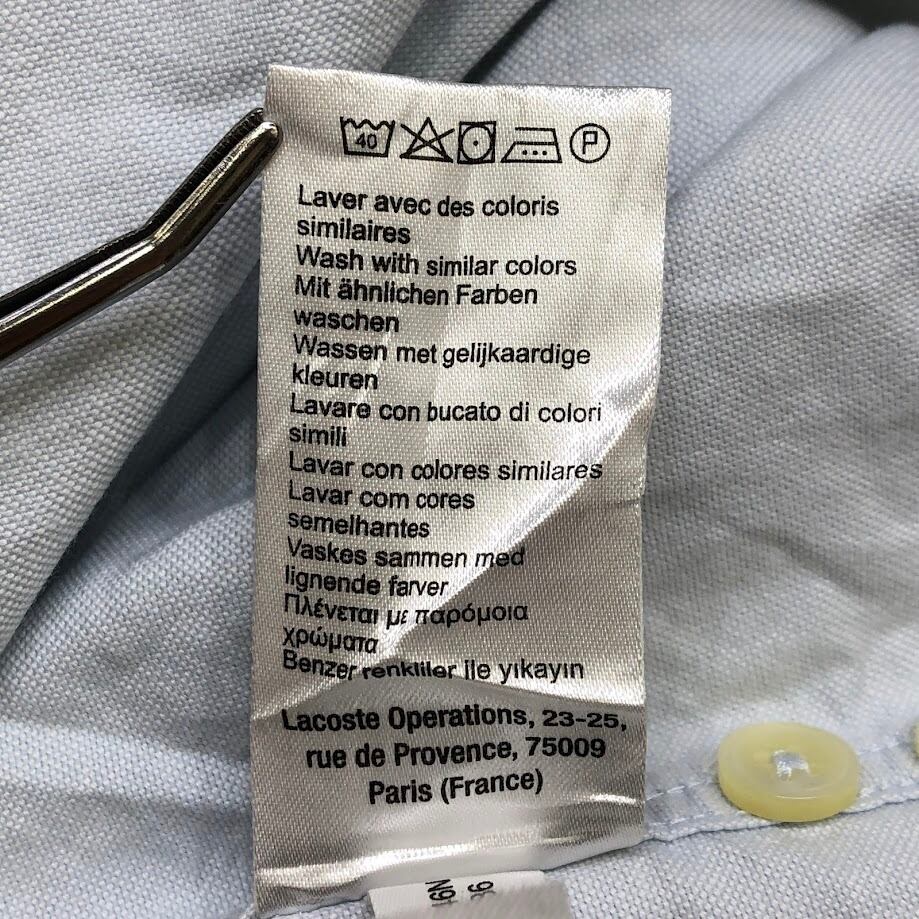 40 P
Laver avec des coloris
similaires
Wash with similar colors
Mit ähnlichen Farben
waschen
Wassen met gelijkaardige
kleuren
Lavare con bucato di colori
simili
Lavar con colores similares
Lavar com cores
semelhantes
Vaskes sammen med
lignende farver
Πλένεται με παρόμοια
χρώματα
Benzer renkliler ile yıkayın
Lacoste Operations, 23-25,
rue de Provence, 75009
Paris (France)